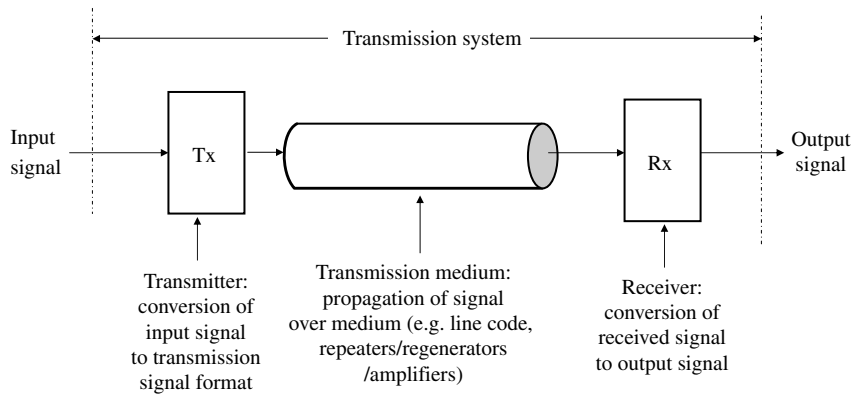 Transmission system
Input
signal
Tx
Rx
Output
signal
Transmitter:
conversion of
input signal
to transmission
signal format
Transmission medium:
propagation of signal
over medium (e.g. line code,
repeaters/regenerators
/amplifiers)
Receiver:
conversion of
received signal
to output signal